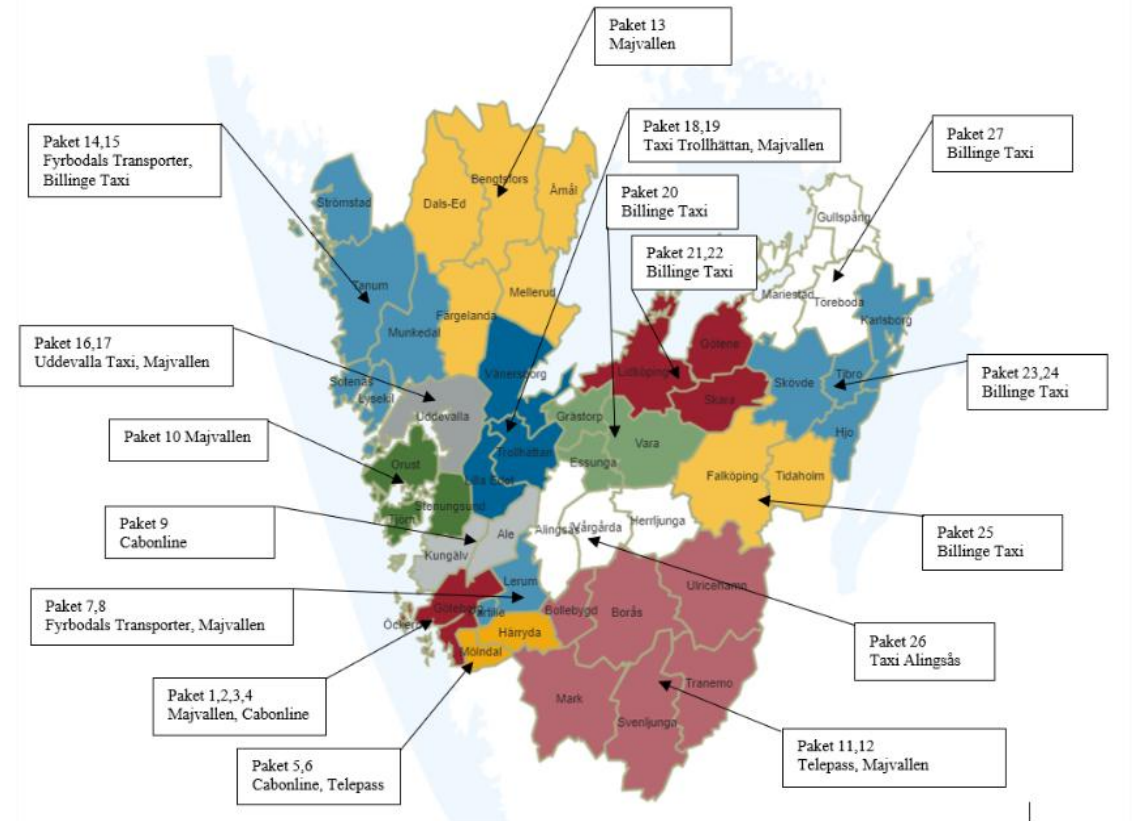 Paket 13
Majvallen
Paket 14,15
Fyrbodals Transporter,
Billinge Taxi
Paket 18,19
Taxi Trollhättan, Majvallen
Paket 27
Billinge Taxi
Paket 20
Billinge Taxi
Paket 21,22
Billinge Taxi
Paket 16,17
Uddevalla Taxi, Majvallen
Paket 23,24
Billinge Taxi
Paket 10 Majvallen
Paket 9
Cabonline
Paket 25
Billinge Taxi
Paket 7,8
Fyrbodals Transporter, Majvallen
Paket 26
Taxi Alingsås
Paket 1,2,3,4
Majvallen, Cabonline
Paket 11,12
Telepass, Majvallen
Paket 5,6
Cabonline, Telepass
Strömstad
Dals-Ed
Bengtsfors
Åmål
Tanum
Munkedal
Färgelanda
Mellerud
Sotenäs
Lysekil
Uddevalla
Vänersborg
Trollhättan
Lilla Edet
Orust
Tjörn
Stenungsund
Kungälv
Ale
Lerum
Göteborg
Partille
Öckerö
Mölndal
Härryda
Gullspång
Mariestad
Töreboda
Karlsborg
Götene
Lidköping
Skara
Skövde
Tibro
Hjo
Grästorp
Essunga
Vara
Falköping
Tidaholm
Alingsås
Vårgårda
Herrljunga
Bollebygd
Borås
Ulricehamn
Mark
Svenljunga
Tranemo